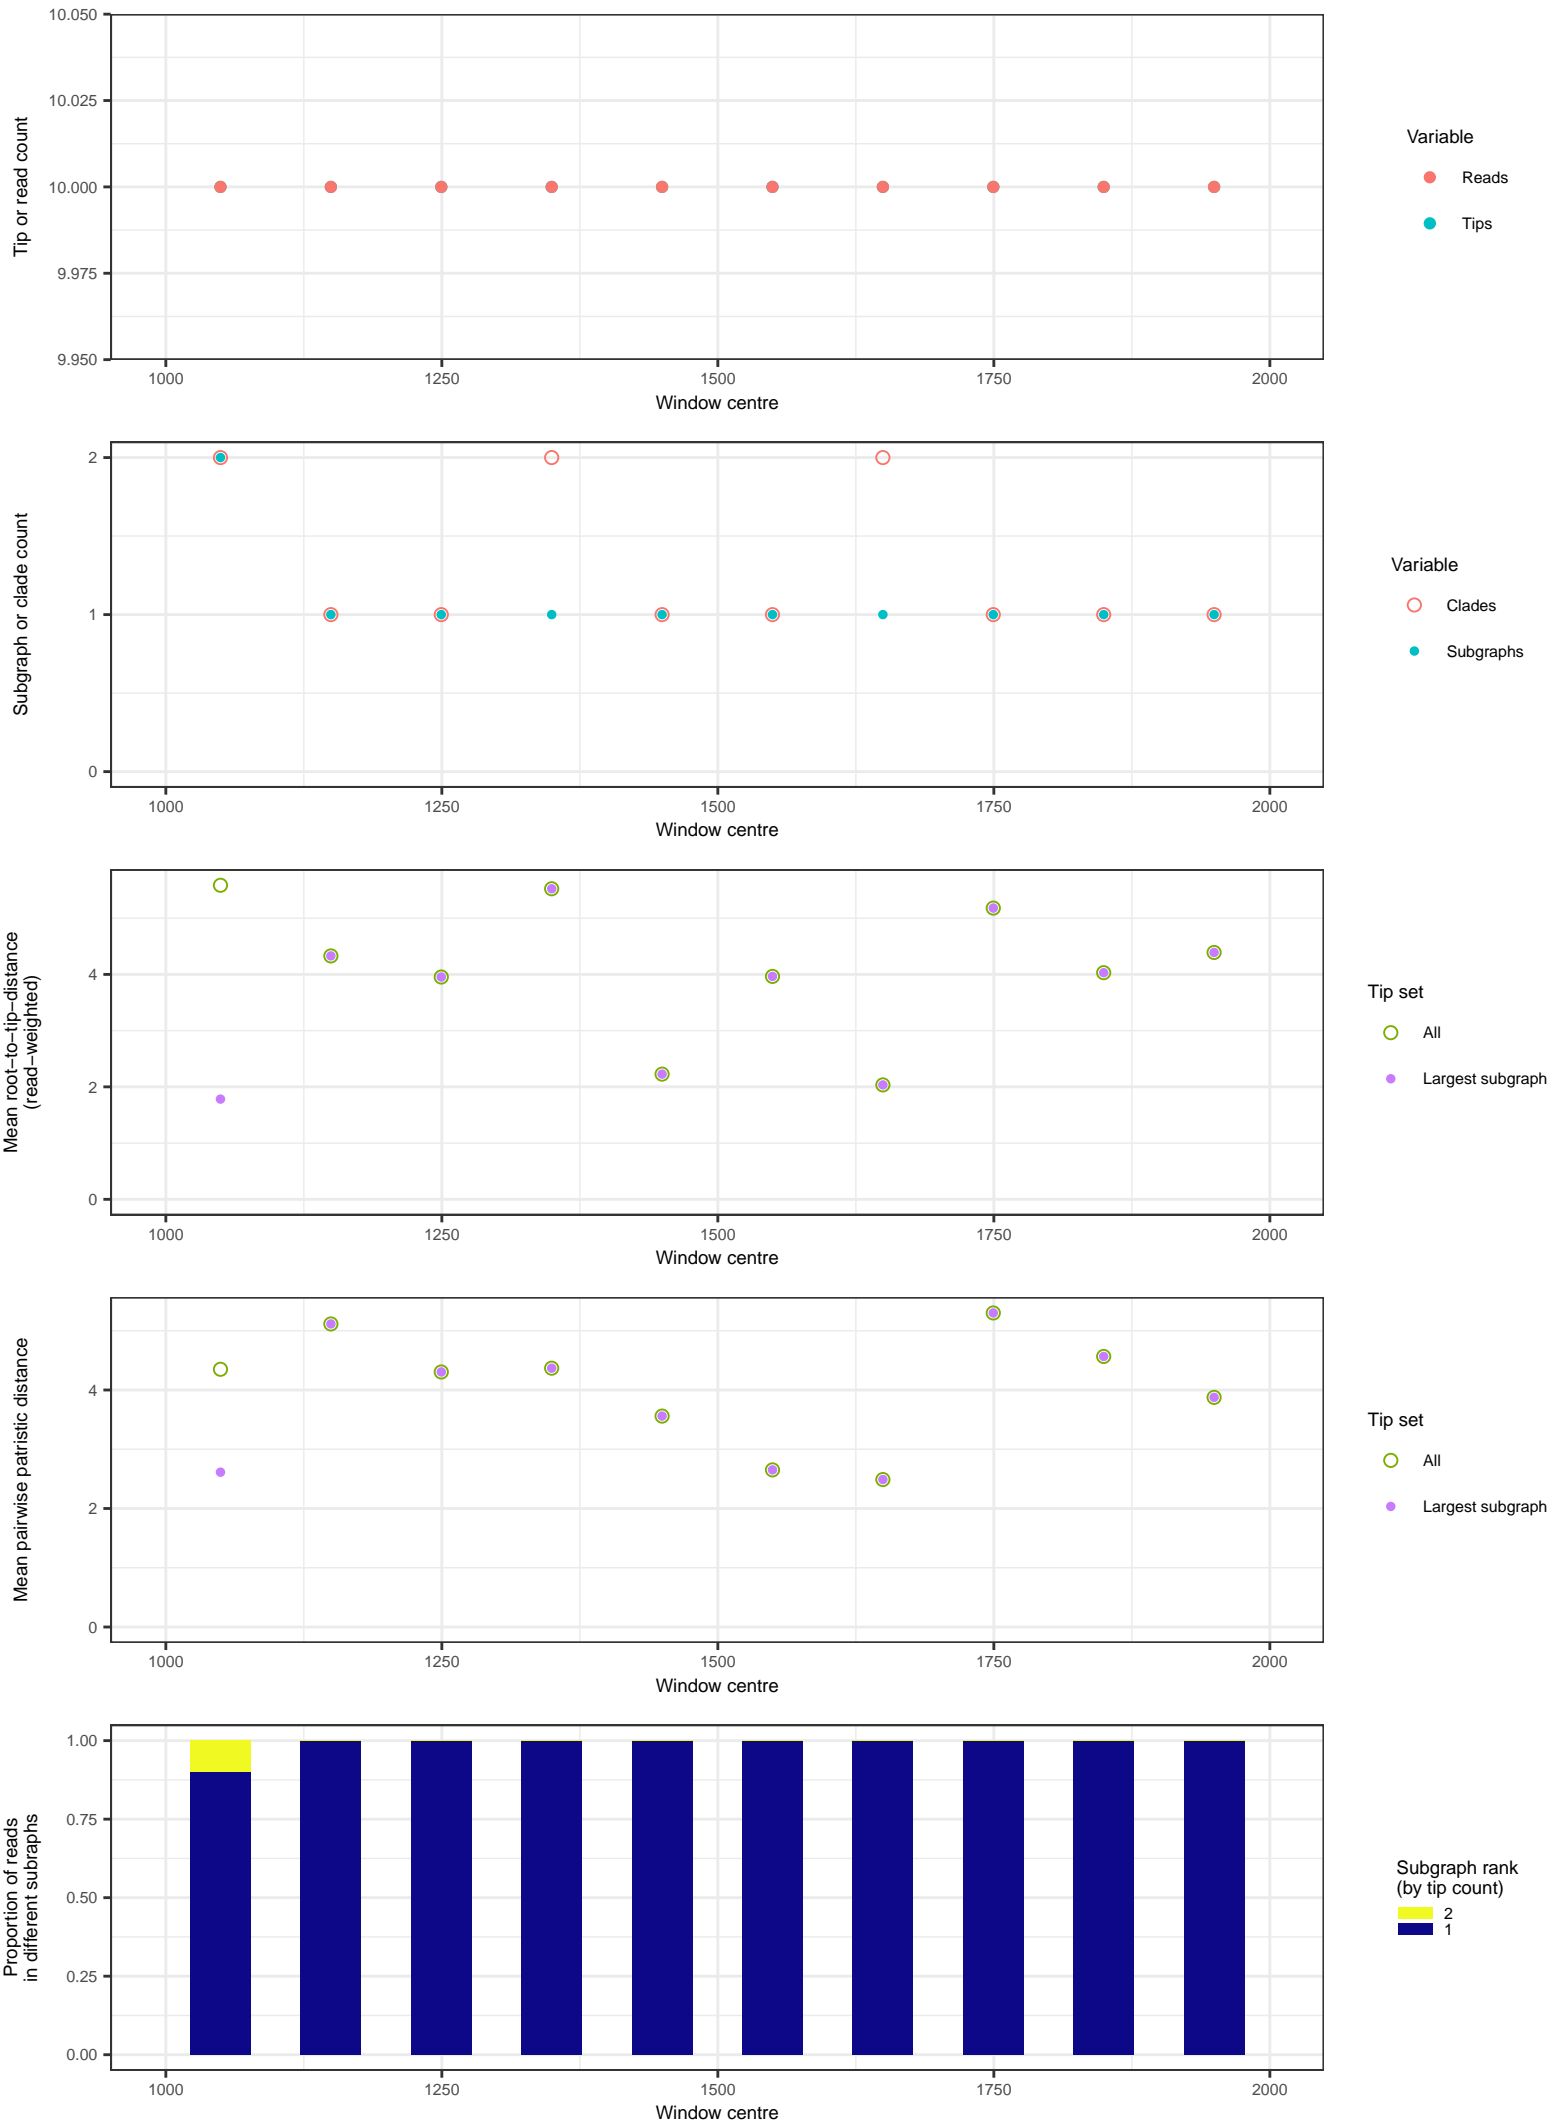 10.050
10.025
10.000
9.975
9.950
Tip or read count
1000 1250 1500 1750 2000
Window centre
Variable
Reads
Tips
2
1
0
Subgraph or clade count
1000 1250 1500 1750 2000
Window centre
Variable
Clades
Subgraphs
4
2
0
Mean root−to−tip−distance
(read−weighted)
1000 1250 1500 1750 2000
Window centre
Tip set
All
Largest subgraph
4
2
0
Mean pairwise patristic distance
1000 1250 1500 1750 2000
Window centre
Tip set
All
Largest subgraph
1.00
0.75
0.50
0.25
0.00
Proportion of reads
in different subraphs
1000 1250 1500 1750 2000
Window centre
Subgraph rank
(by tip count)
2
1